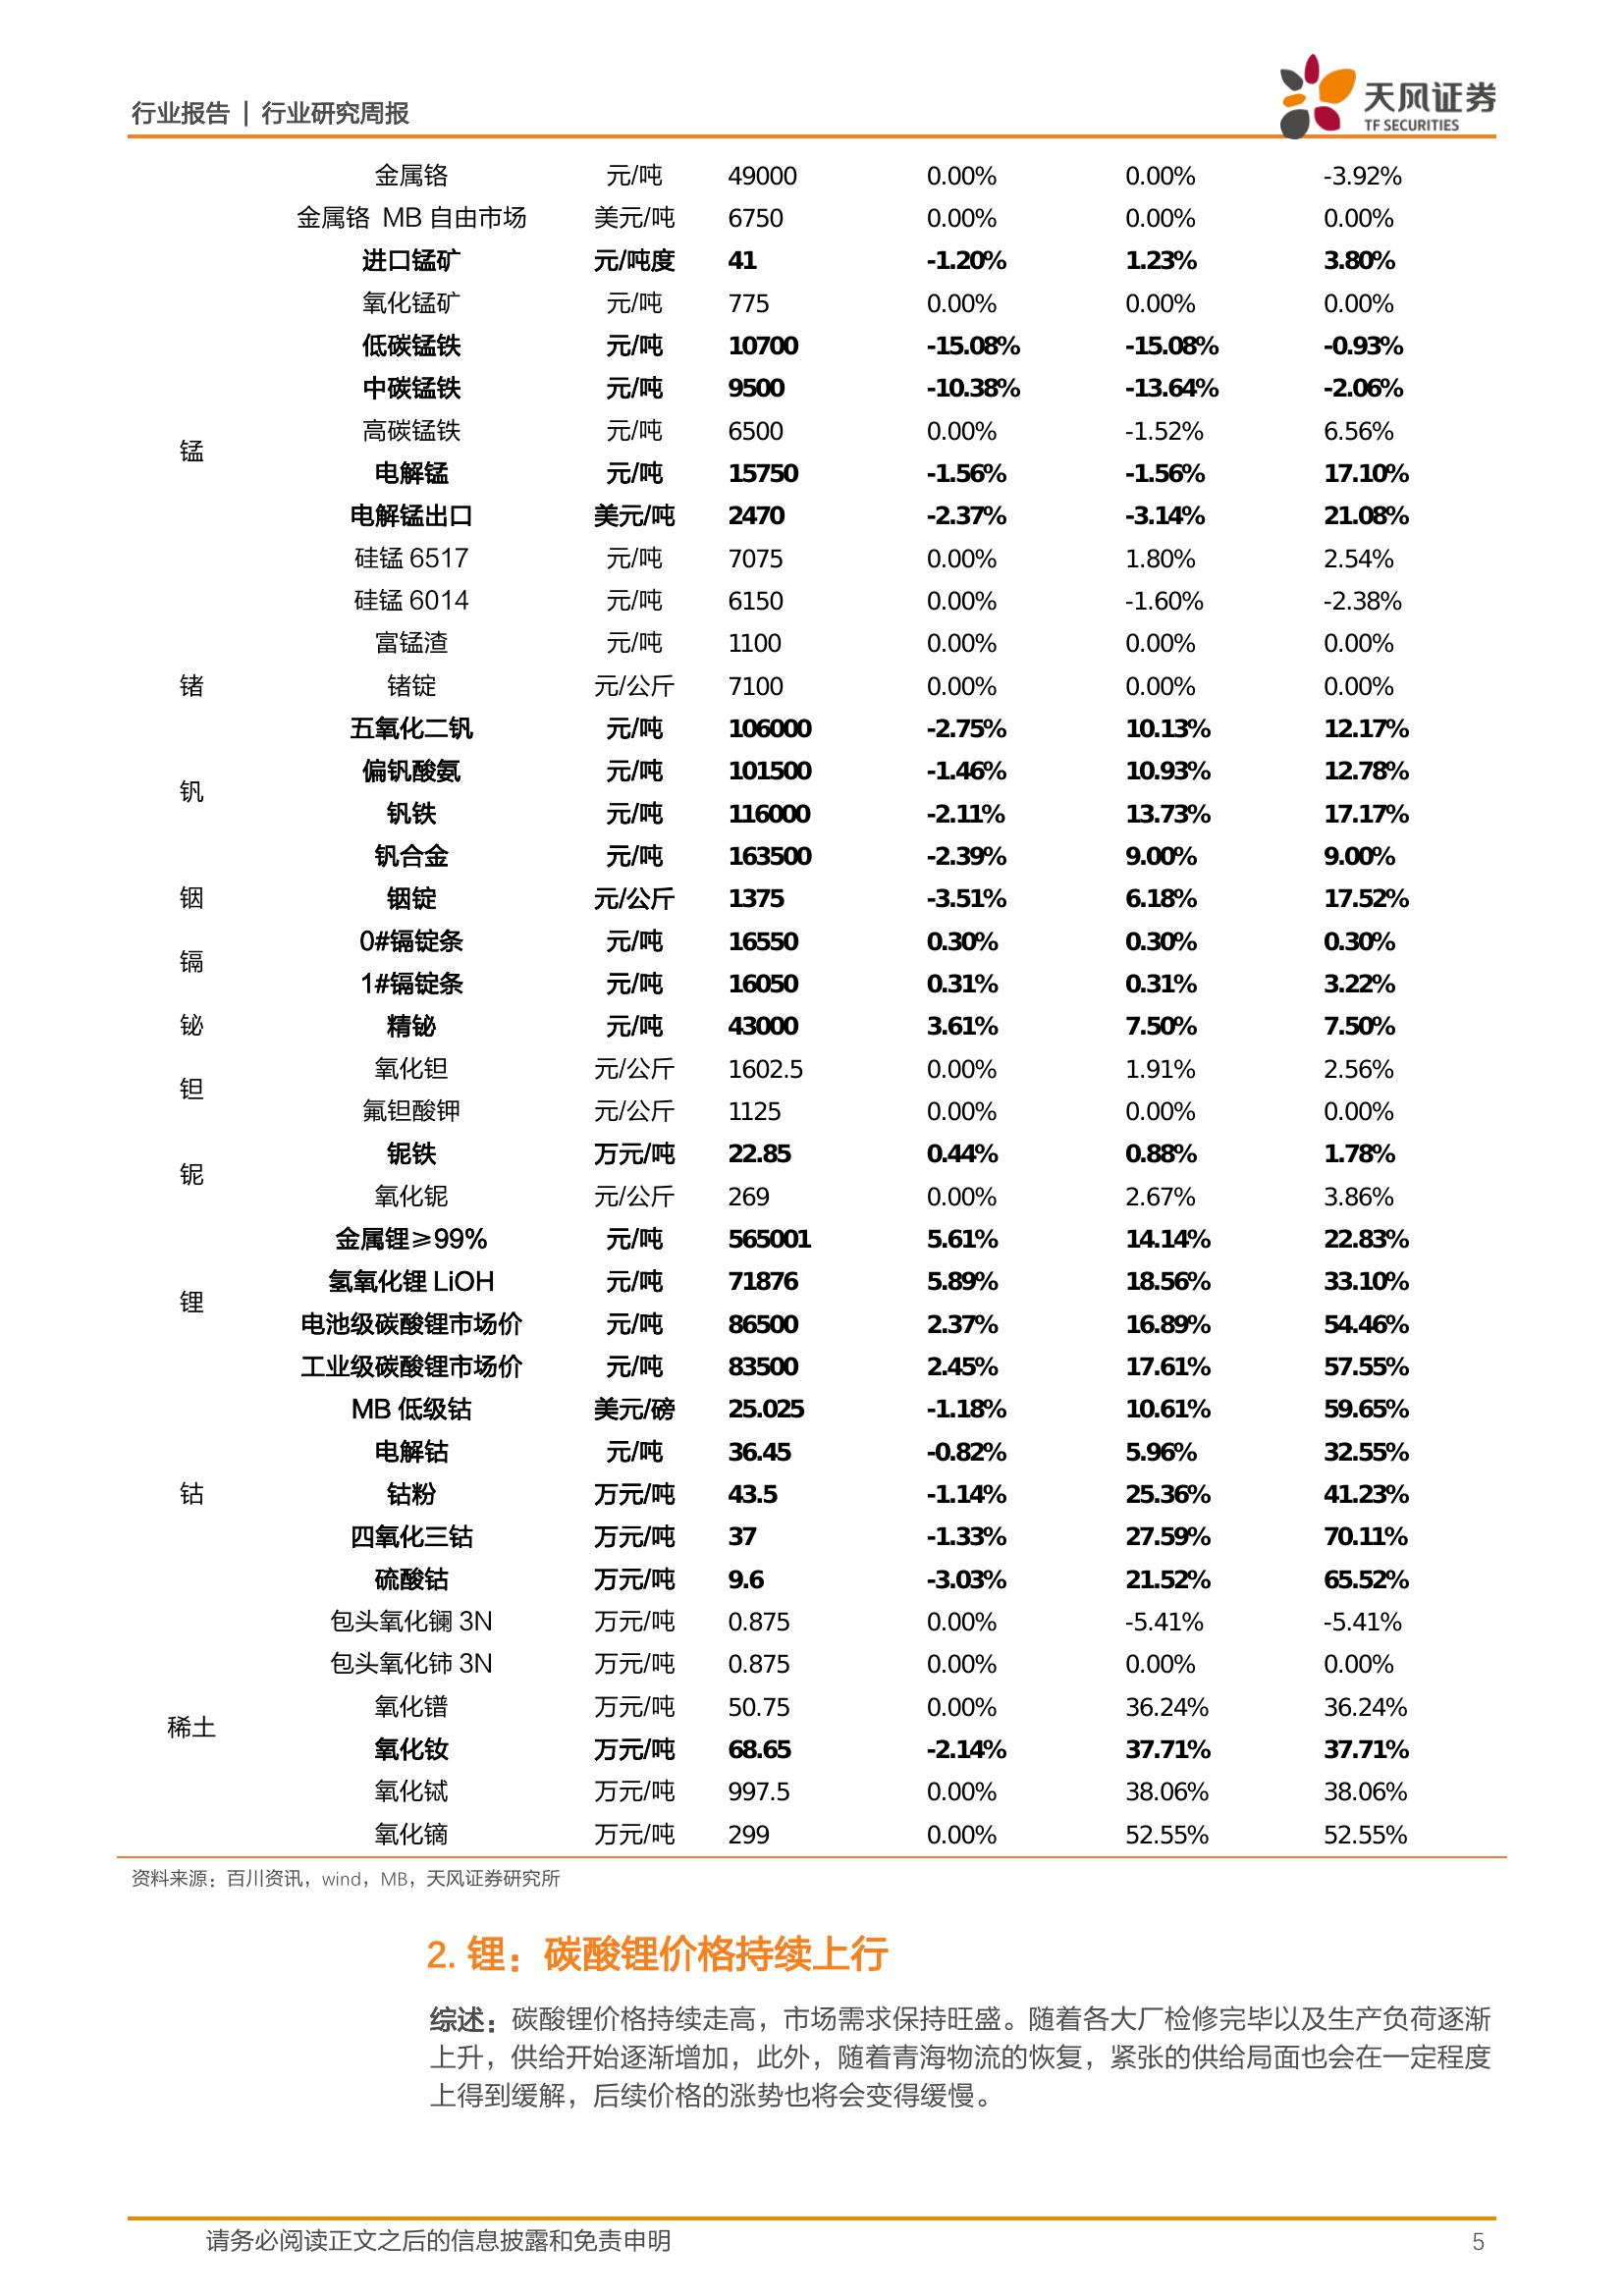 行业报告 | 行业研究周报
天风证券
TF SECURITIES
金属铬 元/吨 49000 0.00% 0.00% -3.92%
金属铬 MB 自由市场 美元/吨 6750 0.00% 0.00% 0.00%
进口锰矿 元/吨度 41 -1.20% 1.23% 3.80%
氧化锰矿 元/吨 775 0.00% 0.00% 0.00%
低碳锰铁 元/吨 10700 -15.08% -15.08% -0.93%
中碳锰铁 元/吨 9500 -10.38% -13.64% -2.06%
高碳锰铁 元/吨 6500 0.00% -1.52% 6.56%
锰
电解锰 元/吨 15750 -1.56% -1.56% 17.10%
电解锰出口 美元/吨 2470 -2.37% -3.14% 21.08%
硅锰 6517 元/吨 7075 0.00% 1.80% 2.54%
硅锰 6014 元/吨 6150 0.00% -1.60% -2.38%
富锰渣 元/吨 1100 0.00% 0.00% 0.00%
锗 锗锭 元/公斤 7100 0.00% 0.00% 0.00%
五氧化二钒 元/吨 106000 -2.75% 10.13% 12.17%
偏钒酸氨 元/吨 101500 -1.46% 10.93% 12.78%
钒
钒铁 元/吨 116000 -2.11% 13.73% 17.17%
钒合金 元/吨 163500 -2.39% 9.00% 9.00%
铟 铟锭 元/公斤 1375 -3.51% 6.18% 17.52%
0#镉锭条 元/吨 16550 0.30% 0.30% 0.30%
镉
1#镉锭条 元/吨 16050 0.31% 0.31% 3.22%
铋 精铋 元/吨 43000 3.61% 7.50% 7.50%
氧化钽 元/公斤 1602.5 0.00% 1.91% 2.56%
钽
氟钽酸钾 元/公斤 1125 0.00% 0.00% 0.00%
铌铁 万元/吨 22.85 0.44% 0.88% 1.78%
铌
氧化铌 元/公斤 269 0.00% 2.67% 3.86%
金属锂≥99% 元/吨 565001 5.61% 14.14% 22.83%
氢氧化锂 LiOH 元/吨 71876 5.89% 18.56% 33.10%
锂
电池级碳酸锂市场价 元/吨 86500 2.37% 16.89% 54.46%
工业级碳酸锂市场价 元/吨 83500 2.45% 17.61% 57.55%
MB 低级钴 美元/磅 25.025 -1.18% 10.61% 59.65%
电解钴 元/吨 36.45 -0.82% 5.96% 32.55%
钴 钴粉 万元/吨 43.5 -1.14% 25.36% 41.23%
四氧化三钴 万元/吨 37 -1.33% 27.59% 70.11%
硫酸钴 万元/吨 9.6 -3.03% 21.52% 65.52%
包头氧化镧 3N 万元/吨 0.875 0.00% -5.41% -5.41%
包头氧化铈 3N 万元/吨 0.875 0.00% 0.00% 0.00%
氧化镨 万元/吨 50.75 0.00% 36.24% 36.24%
稀土
氧化钕 万元/吨 68.65 -2.14% 37.71% 37.71%
氧化铽 万元/吨 997.5 0.00% 38.06% 38.06%
氧化镝 万元/吨 299 0.00% 52.55% 52.55%
资料来源：百川资讯，wind，MB，天风证券研究所
2. 锂：碳酸锂价格持续上行
综述：碳酸锂价格持续走高，市场需求保持旺盛。随着各大厂检修完毕以及生产负荷逐渐
上升，供给开始逐渐增加，此外，随着青海物流的恢复，紧张的供给局面也会在一定程度
上得到缓解，后续价格的涨势也将会变得缓慢。
请务必阅读正文之后的信息披露和免责申明 5